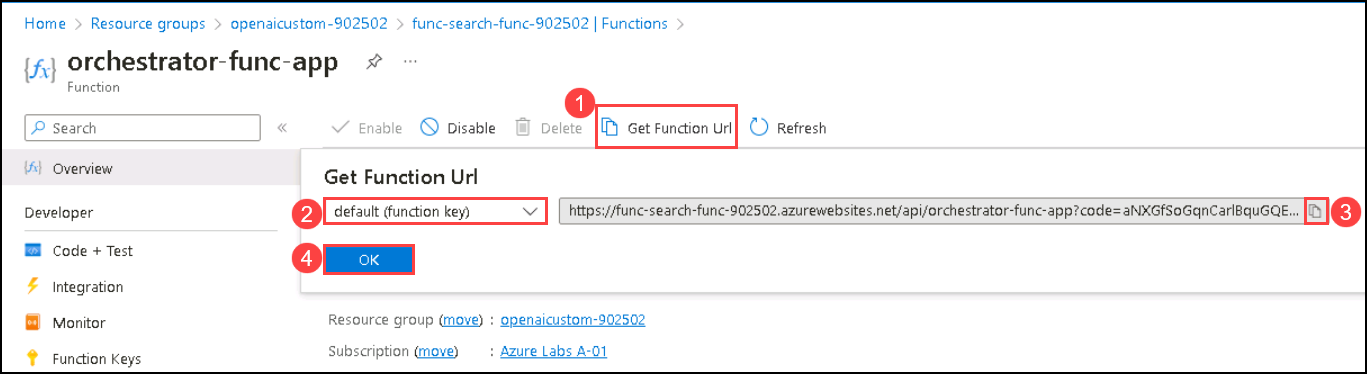 Home > Resource groups > openaicustom-902502 > func-search-func-902502 | Functions >
{fx} orchestrator-func-app ...
Function
Search «
Enable Disable Delete 1 Get Function Url Refresh
{fx} Overview
Get Function Url
2 default (function key) https://func-search-func-902502.azurewebsites.net/api/orchestrator-func-app?code=aNXGfSoGqnCarlBquGQE... 3
Developer
Code + Test
4 OK
Integration
Monitor
Resource group (move) : openaicustom-902502
Function Keys
Subscription (move) : Azure Labs A-01